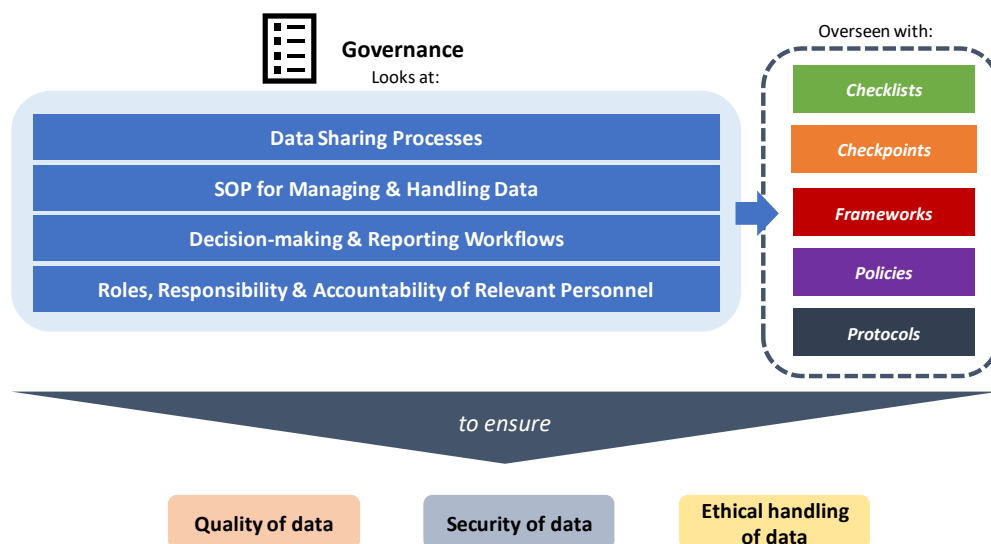 Governance
Looks at:
Data Sharing Processes
SOP for Managing & Handling Data
Decision-making & Reporting Workflows
Roles, Responsibility & Accountability of Relevant Personnel
Overseen with:
Checklists
Checkpoints
Frameworks
Policies
Protocols
to ensure
Quality of data
Security of data
Ethical handling
of data